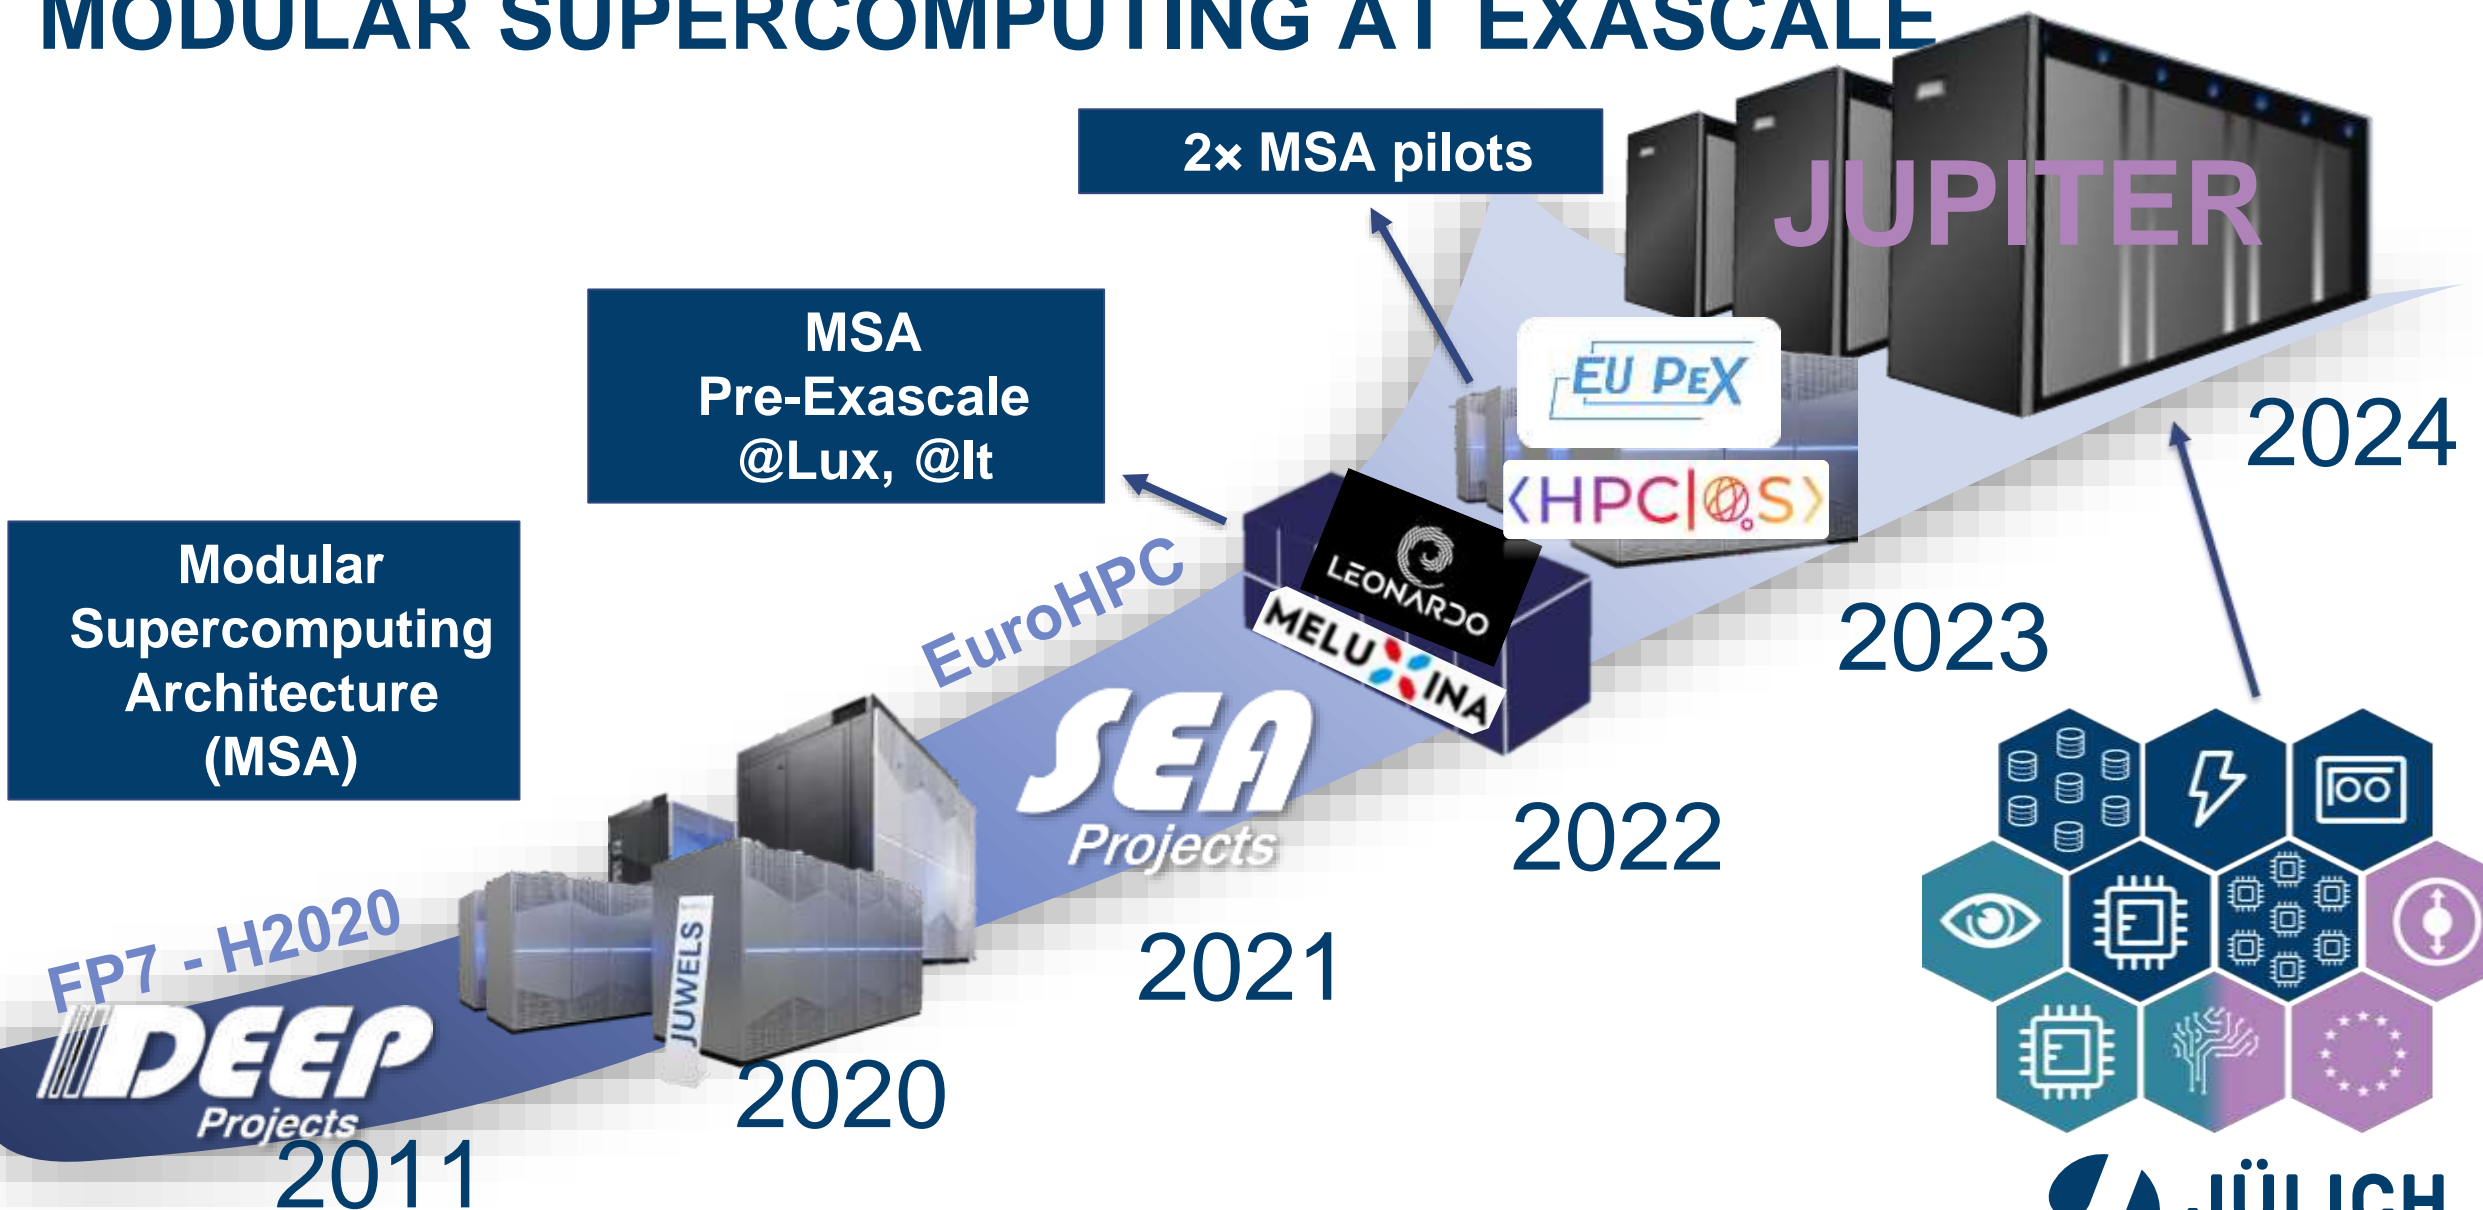 MODULAR SUPERCOMPUTING AT EXASCALE
2× MSA pilots
JUPITER
MSA
Pre-Exascale
@Lux, @It
EU PEX
2024
<HPC|QS>
Modular
Supercomputing
Architecture
(MSA)
EuroHPC
LEONARDO
MELUXINA
2023
SEA
Projects
2022
FP7 - H2020
JUWELS
2021
DEEP
Projects
2020
2011
JÜLICH